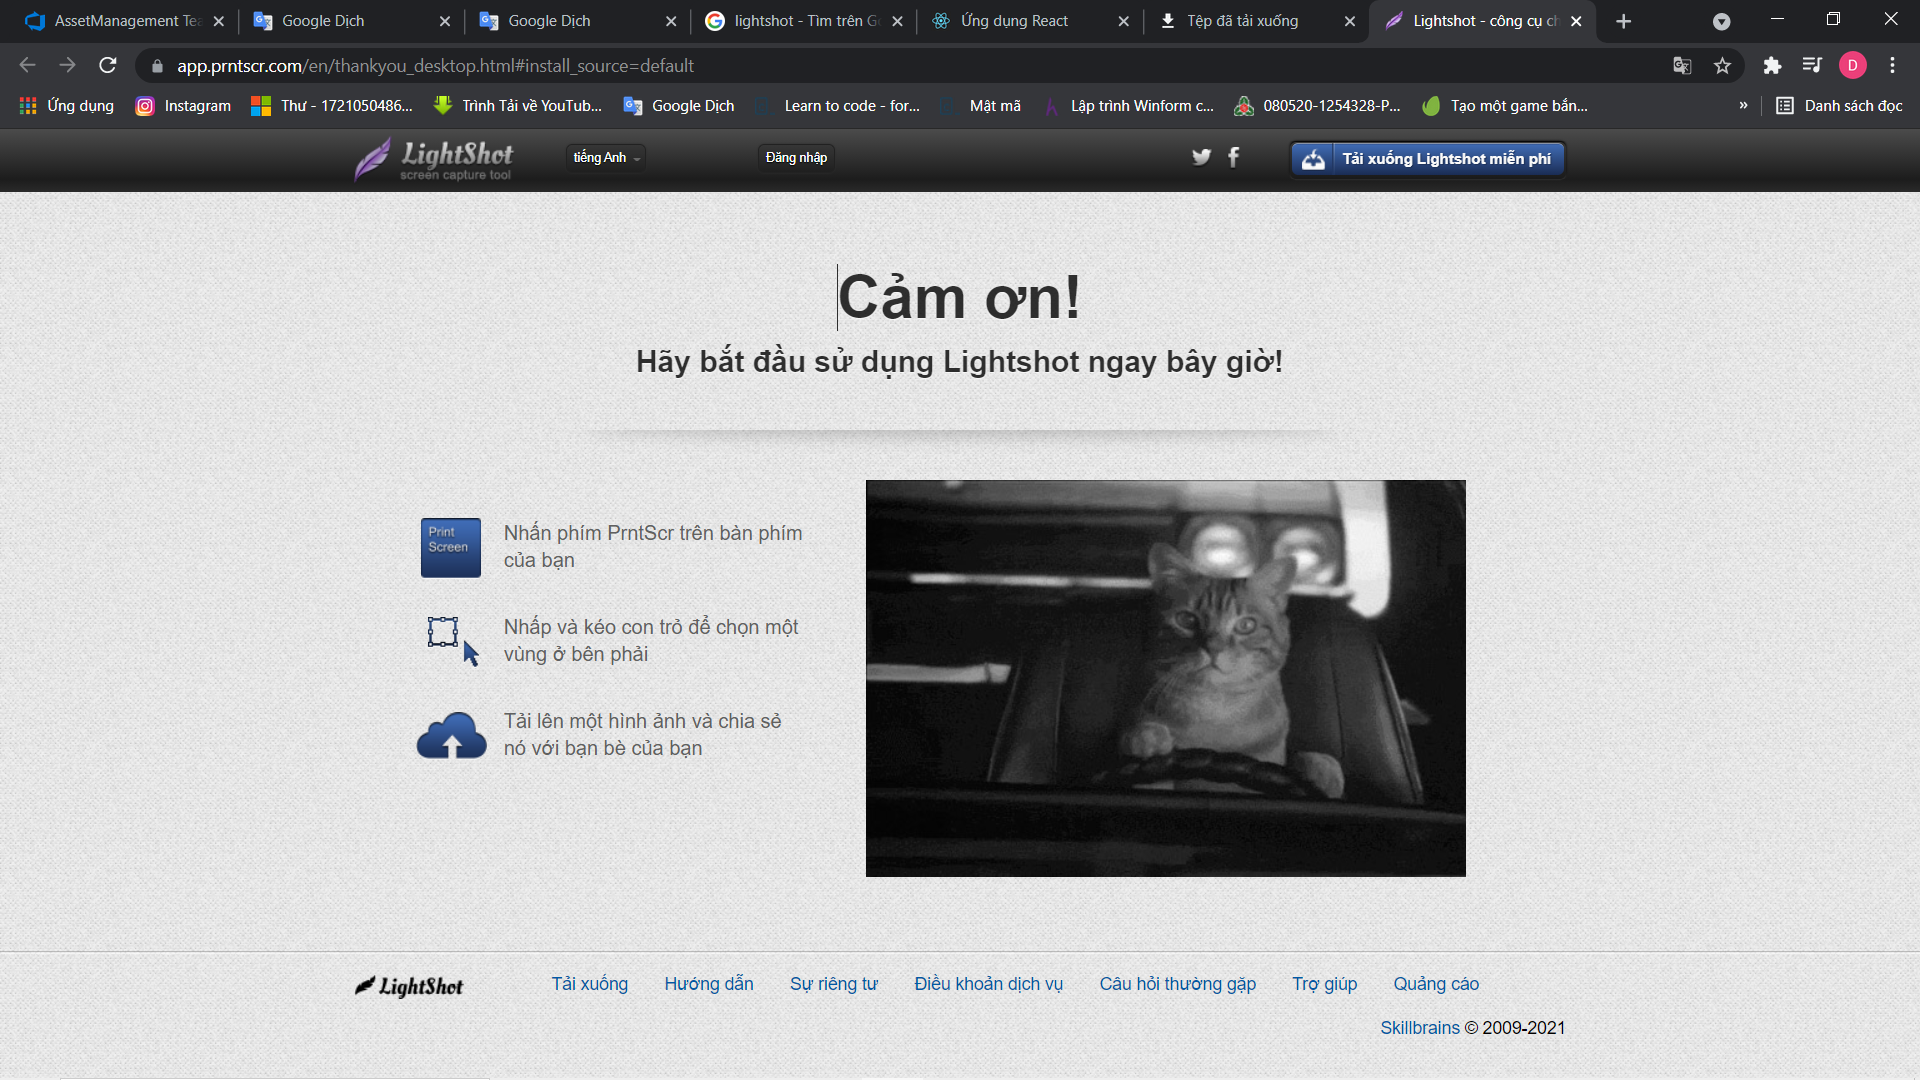 AssetManagement Tea
Google Dịch
Google Dịch
lightshot - Tìm trên Go
Ứng dụng React
Tệp đã tải xuống
Lightshot - công cụ ch
app.prntscr.com/en/thankyou_desktop.html#install_source=default
D
Ứng dụng
Instagram
Thư - 1721050486...
Trình Tải về YouTub...
Google Dịch
Learn to code - for...
Mật mã
Lập trình Winform c...
080520-1254328-P...
Tạo một game bắn...
»
Danh sách đọc
LightShot
screen capture tool
tiếng Anh
Đăng nhập
Tải xuống Lightshot miễn phí
Cảm ơn!
Hãy bắt đầu sử dụng Lightshot ngay bây giờ!
Print
Screen
Nhấn phím PrntScr trên bàn phím
của bạn
Nhấp và kéo con trỏ để chọn một
vùng ở bên phải
Tải lên một hình ảnh và chia sẻ
nó với bạn bè của bạn
LightShot
Tải xuống
Hướng dẫn
Sự riêng tư
Điều khoản dịch vụ
Câu hỏi thường gặp
Trợ giúp
Quảng cáo
Skillbrains © 2009-2021